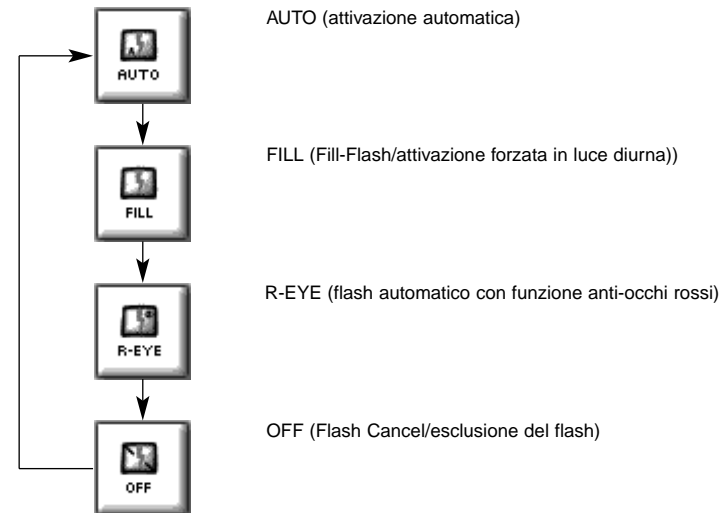 AUTO (attivazione automatica)
AUTO
FILL (Fill-Flash/attivazione forzata in luce diurna))
FILL
R-EYE (flash automatico con funzione anti-occhi rossi)
R-EYE
OFF (Flash Cancel/esclusione del flash)
OFF